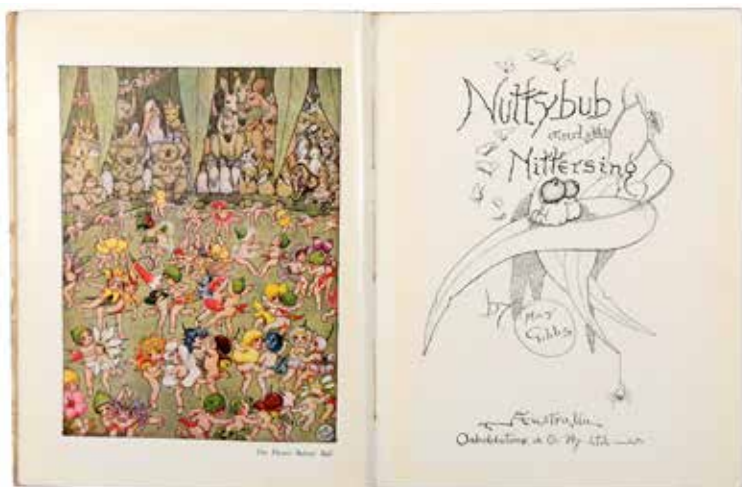 The Flower Babies' Ball
Nuttybub
and
Nittersing
by
May
Gibbs
Australia